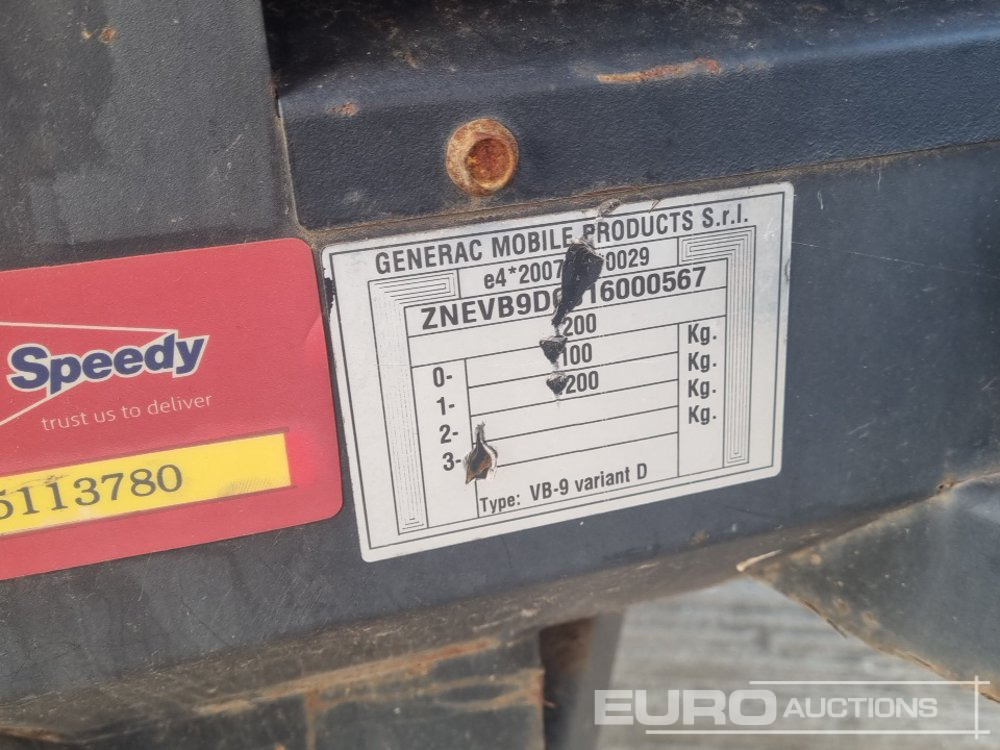 GENERAC MOBILE PRODUCTS S.r.l.
e4*2007 0029
ZNEVB9D 16000567
200 Kg.
0- 100 Kg.
1- 200 Kg.
2- Kg.
3-
Type: VB-9 variant D
Speedy
trust us to deliver
5113780
EURO AUCTIONS